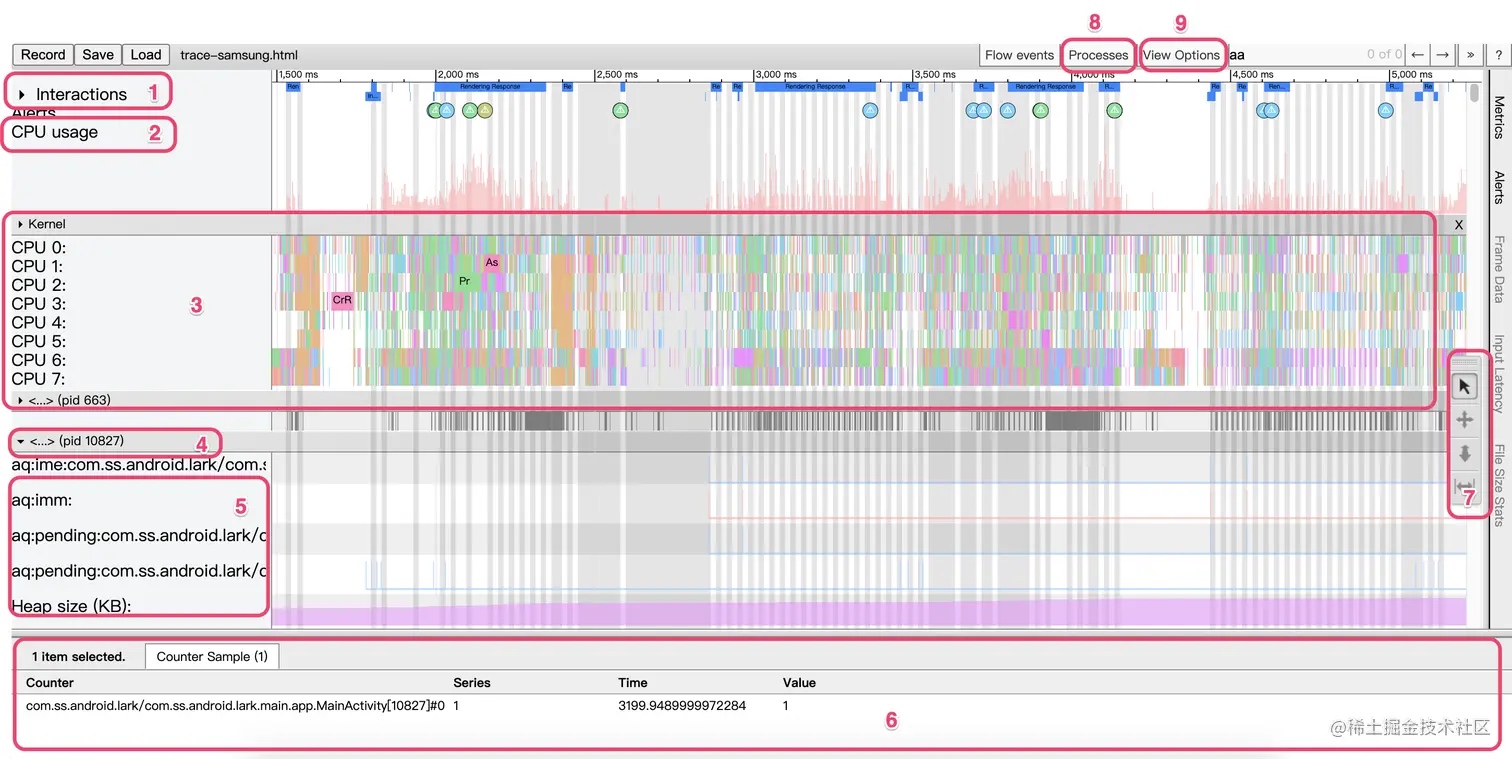 8 9
Record Save Load trace-samsung.html Flow events Processes View Options aa 0 of 0 ← → » ?
1,500 ms 2,000 ms 2,500 ms 3,000 ms 3,500 ms 4,000 ms 4,500 ms 5,000 ms
Interactions 1
Ren Rendering Response Re Re Re Rendering Response R... R... Rendering Response R... Re Re Ren... R... Re
In...
Alerts
CPU usage 2
Kernel X
CPU 0:
CPU 1: As
CPU 2: Pr
CPU 3: CrR
3
CPU 4:
CPU 5:
CPU 6:
CPU 7:
<...> (pid 663)
<...> (pid 10827) 4
aq:ime:com.ss.android.lark/com.s
aq:imm: 5
aq:pending:com.ss.android.lark/c
aq:pending:com.ss.android.lark/c
Heap size (KB):
7
Metrics
Alerts
Frame Data
Input Latency
File Size Stats
1 item selected. Counter Sample (1)
Counter Series Time Value
com.ss.android.lark/com.ss.android.lark.main.app.MainActivity[10827]#0 1 3199.9489999972284 1
6
@稀土掘金技术社区